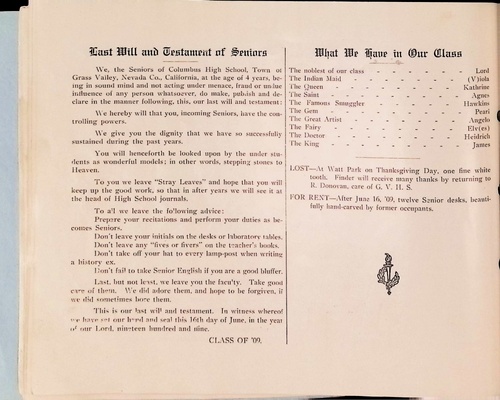 Last Will and Testament of Seniors
We, the Seniors of Columbus High School, Town of
Grass Valley, Nevada Co., California, at the age of 4 years, be-
ing in sound mind and not acting under menace, fraud or undue
influence of any person whatsoever, do make, publish and de-
clare in the manner following, this, our last will and testament:
We hereby will that you, incoming Seniors, have the con-
trolling powers.
We give you the dignity that we have so successfully
sustained during the past years.
You will henceforth be looked upon by the under stu-
dents as wonderful models; in other words, stepping stones to
Heaven.
To you we leave "Stray Leaves" and hope that you will
keep up the good work, so that in after years we will see it at
the head of High School journals.
To all we leave the following advice:
Prepare your recitations and perform your duties as be-
comes Seniors.
Don't leave your initials on the desks or laboratory tables.
Don't leave any "fives or fivers" on the teacher's books.
Don't take off your hat to every lamp-post when writing
a history ex.
Don't fail to take Senior English if you are a good bluffer.
Last, but not least, we leave you the faculty. Take good
care of them. We did adore them, and hope to be forgiven, if
we did sometimes bore them.
This is our last will and testament. In witness whereof
we have set our hand and seal this 16th day of June, in the year
of our Lord, nineteen hundred and nine.
CLASS OF '09.
What We Have in Our Class
The noblest of our class - - - - - - - Lord
The Indian Maid - - - - - - - (V)iola
The Queen - - - - - - - Kathrine
The Saint - - - - - - - Agnes
The Famous Smuggler - - - - - - Hawkins
The Gem - - - - - - - Pearl
The Great Artist - - - - - - - Angelo
The Fairy - - - - - - - Elv(es)
The Doctor - - - - - - - Heidrich
The King - - - - - - - James
LOST—At Watt Park on Thanksgiving Day, one fine white
tooth. Finder will receive many thanks by returning to
R. Donovan, care of G. V. H. S.
FOR RENT—After June 16, '09, twelve Senior desks, beauti-
fully hand-carved by former occupants.